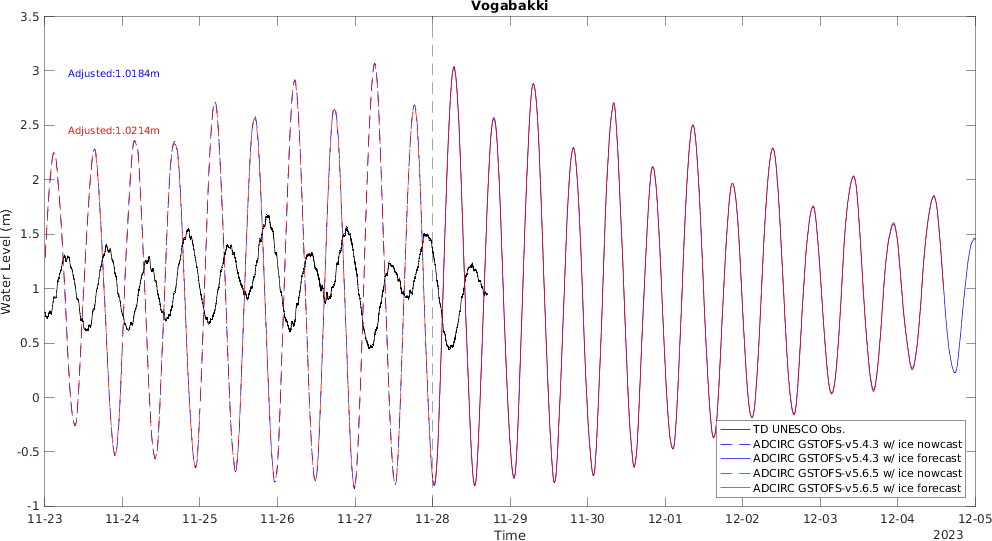 Vogabakki
3.5
3
2.5
2
1.5
1
0.5
0
-0.5
-1
Water Level (m)
Adjusted:1.0184m
Adjusted:1.0214m
TD UNESCO Obs.
ADCIRC GSTOFS-v5.4.3 w/ ice nowcast
ADCIRC GSTOFS-v5.4.3 w/ ice forecast
ADCIRC GSTOFS-v5.6.5 w/ ice nowcast
ADCIRC GSTOFS-v5.6.5 w/ ice forecast
11-23 11-24 11-25 11-26 11-27 11-28 11-29 11-30 12-01 12-02 12-03 12-04 12-05
Time
2023